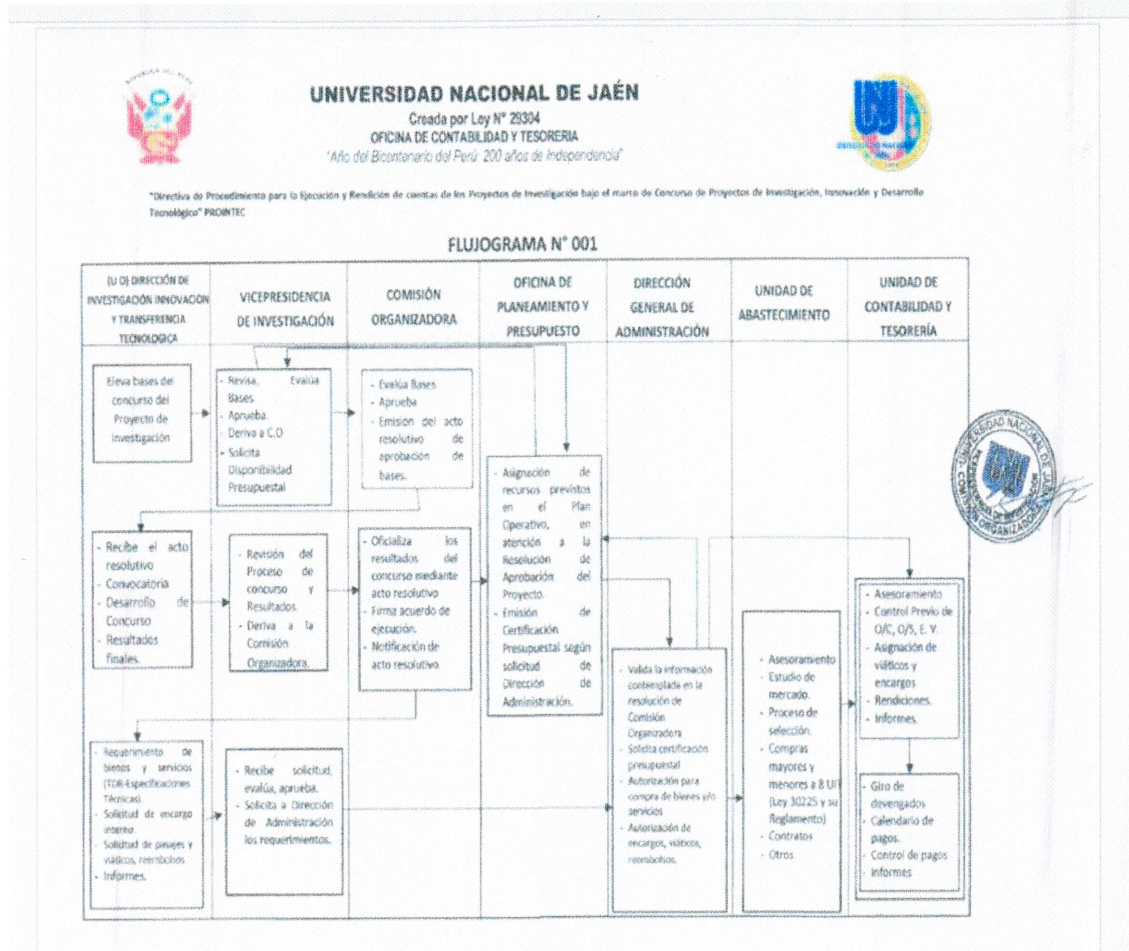 REPÚBLICA DEL PERÚ
UNIVERSIDAD NACIONAL DE JAÉN
Creada por Ley N° 29304
OFICINA DE CONTABILIDAD Y TESORERIA
"Año del Bicentenario del Perú: 200 años de Independencia"
"Directiva de Procedimiento para la Ejecución y Rendición de cuentas de los Proyectos de Investigación bajo el marco de Concurso de Proyectos de Investigación, Innovación y Desarrollo
Tecnológico" PROINTEC
FLUJOGRAMA N° 001
(U O) DIRECCIÓN DE
INVESTIGACIÓN INNOVACIÓN
Y TRANSFERENCIA
TECNOLOGICA
VICEPRESIDENCIA
DE INVESTIGACIÓN
COMISIÓN
ORGANIZADORA
OFICINA DE
PLANEAMIENTO Y
PRESUPUESTO
DIRECCIÓN
GENERAL DE
ADMINISTRACIÓN
UNIDAD DE
ABASTECIMIENTO
UNIDAD DE
CONTABILIDAD Y
TESORERÍA
Eleva bases del
concurso del
Proyecto de
investigación
- Revisa, Evalúa
Bases.
- Aprueba.
- Deriva a C.O
- Solicita
Disponibilidad
Presupuestal
- Evalúa Bases
- Aprueba
- Emisión del acto
resolutivo de
aprobación de
bases.
- Asignación de
recursos previstos
en el Plan
Operativo, en
atención a la
Resolución de
Aprobación del
Proyecto.
- Emisión de
Certificación
Presupuestal según
solicitud de
Dirección de
Administración.
- Recibe el acto
resolutivo
- Convocatoria
- Desarrollo de
Concurso
- Resultados
finales.
- Revisión del
Proceso de
concurso y
Resultados.
- Deriva a la
Comisión
Organizadora.
- Oficializa los
resultados del
concurso mediante
acto resolutivo
- Firma acuerdo de
ejecución.
- Notificación de
acto resolutivo.
- Valida la información
contemplada en la
resolución de
Comisión
Organizadora
- Solicita certificación
presupuestal
- Autorización para
compra de bienes y/o
servicios
- Autorización de
encargos, viáticos,
reembolsos.
- Asesoramiento
- Estudio de
mercado.
- Proceso de
selección.
- Compras
mayores y
menores a 8 UIT
(Ley 30225 y su
Reglamento)
- Contratos
- Otros
- Asesoramiento
- Control Previo de
O/C, O/S, E. V.
- Asignación de
viáticos y
encargos
- Rendiciones.
- Informes.
- Requerimiento de
bienes y servicios
(TDR-Especificaciones
Técnicas).
- Solicitud de encargo
interno.
- Solicitud de pasajes y
viáticos, reembolsos
- Informes.
- Recibe solicitud,
evalúa, aprueba.
- Solicita a Dirección
de Administración
los requerimientos.
- Giro de
devengados
- Calendario de
pagos.
- Control de pagos
- Informes
UNIVERSIDAD NACIONAL DE JAÉN
VICEPRESIDENCIA DE INVESTIGACIÓN
COMISIÓN ORGANIZADORA